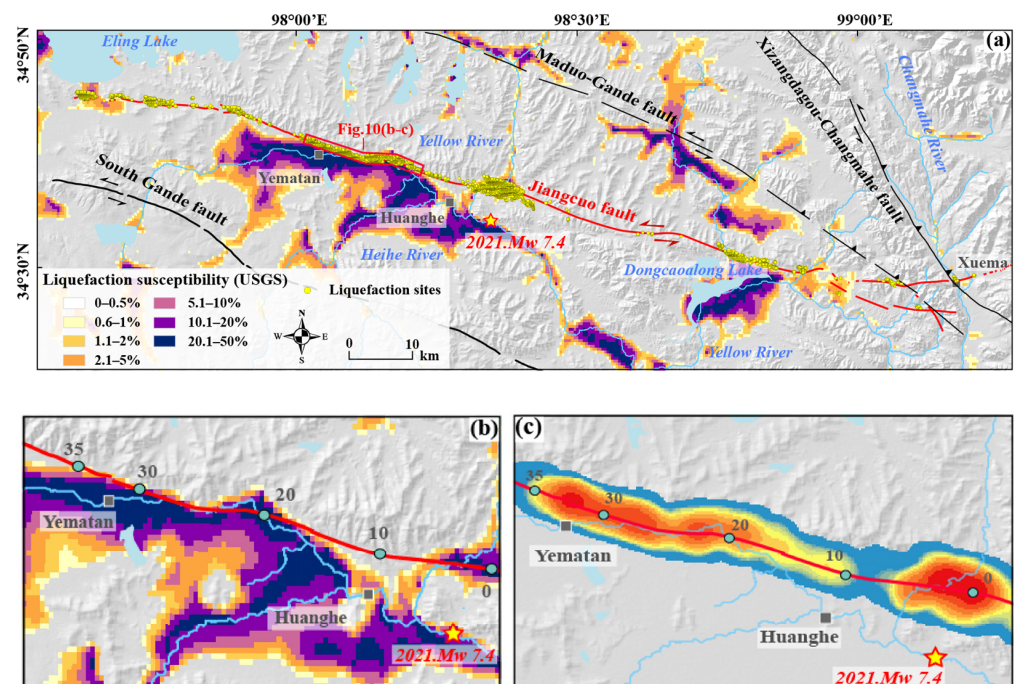 98°00′E 98°30′E 99°00′E
34°50′N
34°30′N
(a)
Eling Lake
Maduo-Gande fault
Xizangdagou-Changmahe fault
Changmahe River
Fig.10(b-c)
Yellow River
Yematan
South Gande fault
Jiangcuo fault
Huanghe
2021.Mw 7.4
Heihe River
Dongcaoalong Lake
Xuema
Liquefaction susceptibility (USGS)
Liquefaction sites
0–0.5% 5.1–10%
0.6–1% 10.1–20%
1.1–2% 20.1–50%
2.1–5%
N
W E
S
0 10
km
Yellow River
(b)
35
30
20
10
0
Yematan
Huanghe
2021.Mw 7.4
(c)
35
30
20
10
0
Yematan
Huanghe
2021.Mw 7.4